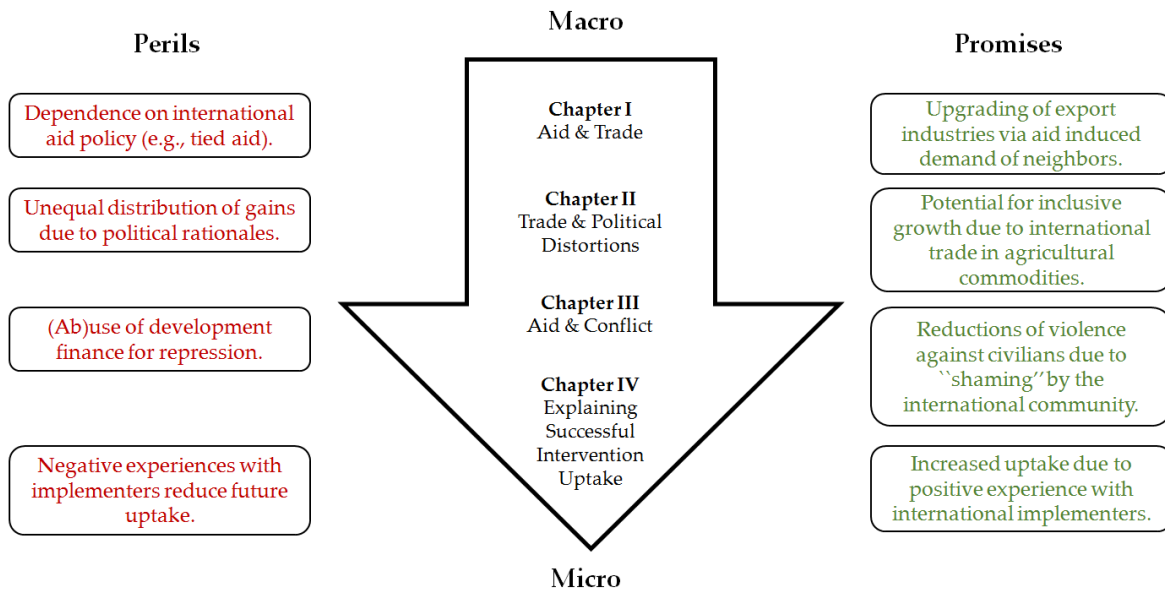 Macro
Perils
Promises
Dependence on international
aid policy (e.g., tied aid).
Chapter I
Aid & Trade
Upgrading of export
industries via aid induced
demand of neighbors.
Unequal distribution of gains
due to political rationales.
Chapter II
Trade & Political
Distortions
Potential for inclusive
growth due to international
trade in agricultural
commodities.
(Ab)use of development
finance for repression.
Chapter III
Aid & Conflict
Reductions of violence
against civilians due to
``shaming'' by the
international community.
Negative experiences with
implementers reduce future
uptake.
Chapter IV
Explaining
Successful
Intervention
Uptake
Increased uptake due to
positive experience with
international implementers.
Micro